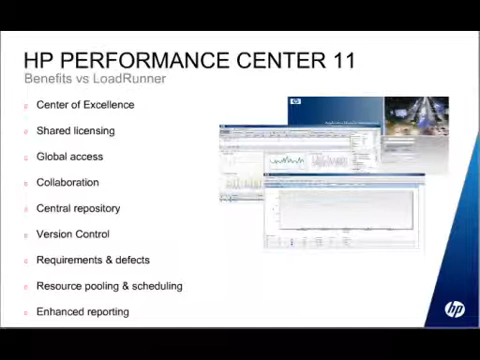 HP PERFORMANCE CENTER 11
Benefits vs LoadRunner
Center of Excellence
Shared licensing
Global access
Collaboration
Central repository
Version Control
Requirements & defects
Resource pooling & scheduling
Enhanced reporting
hp